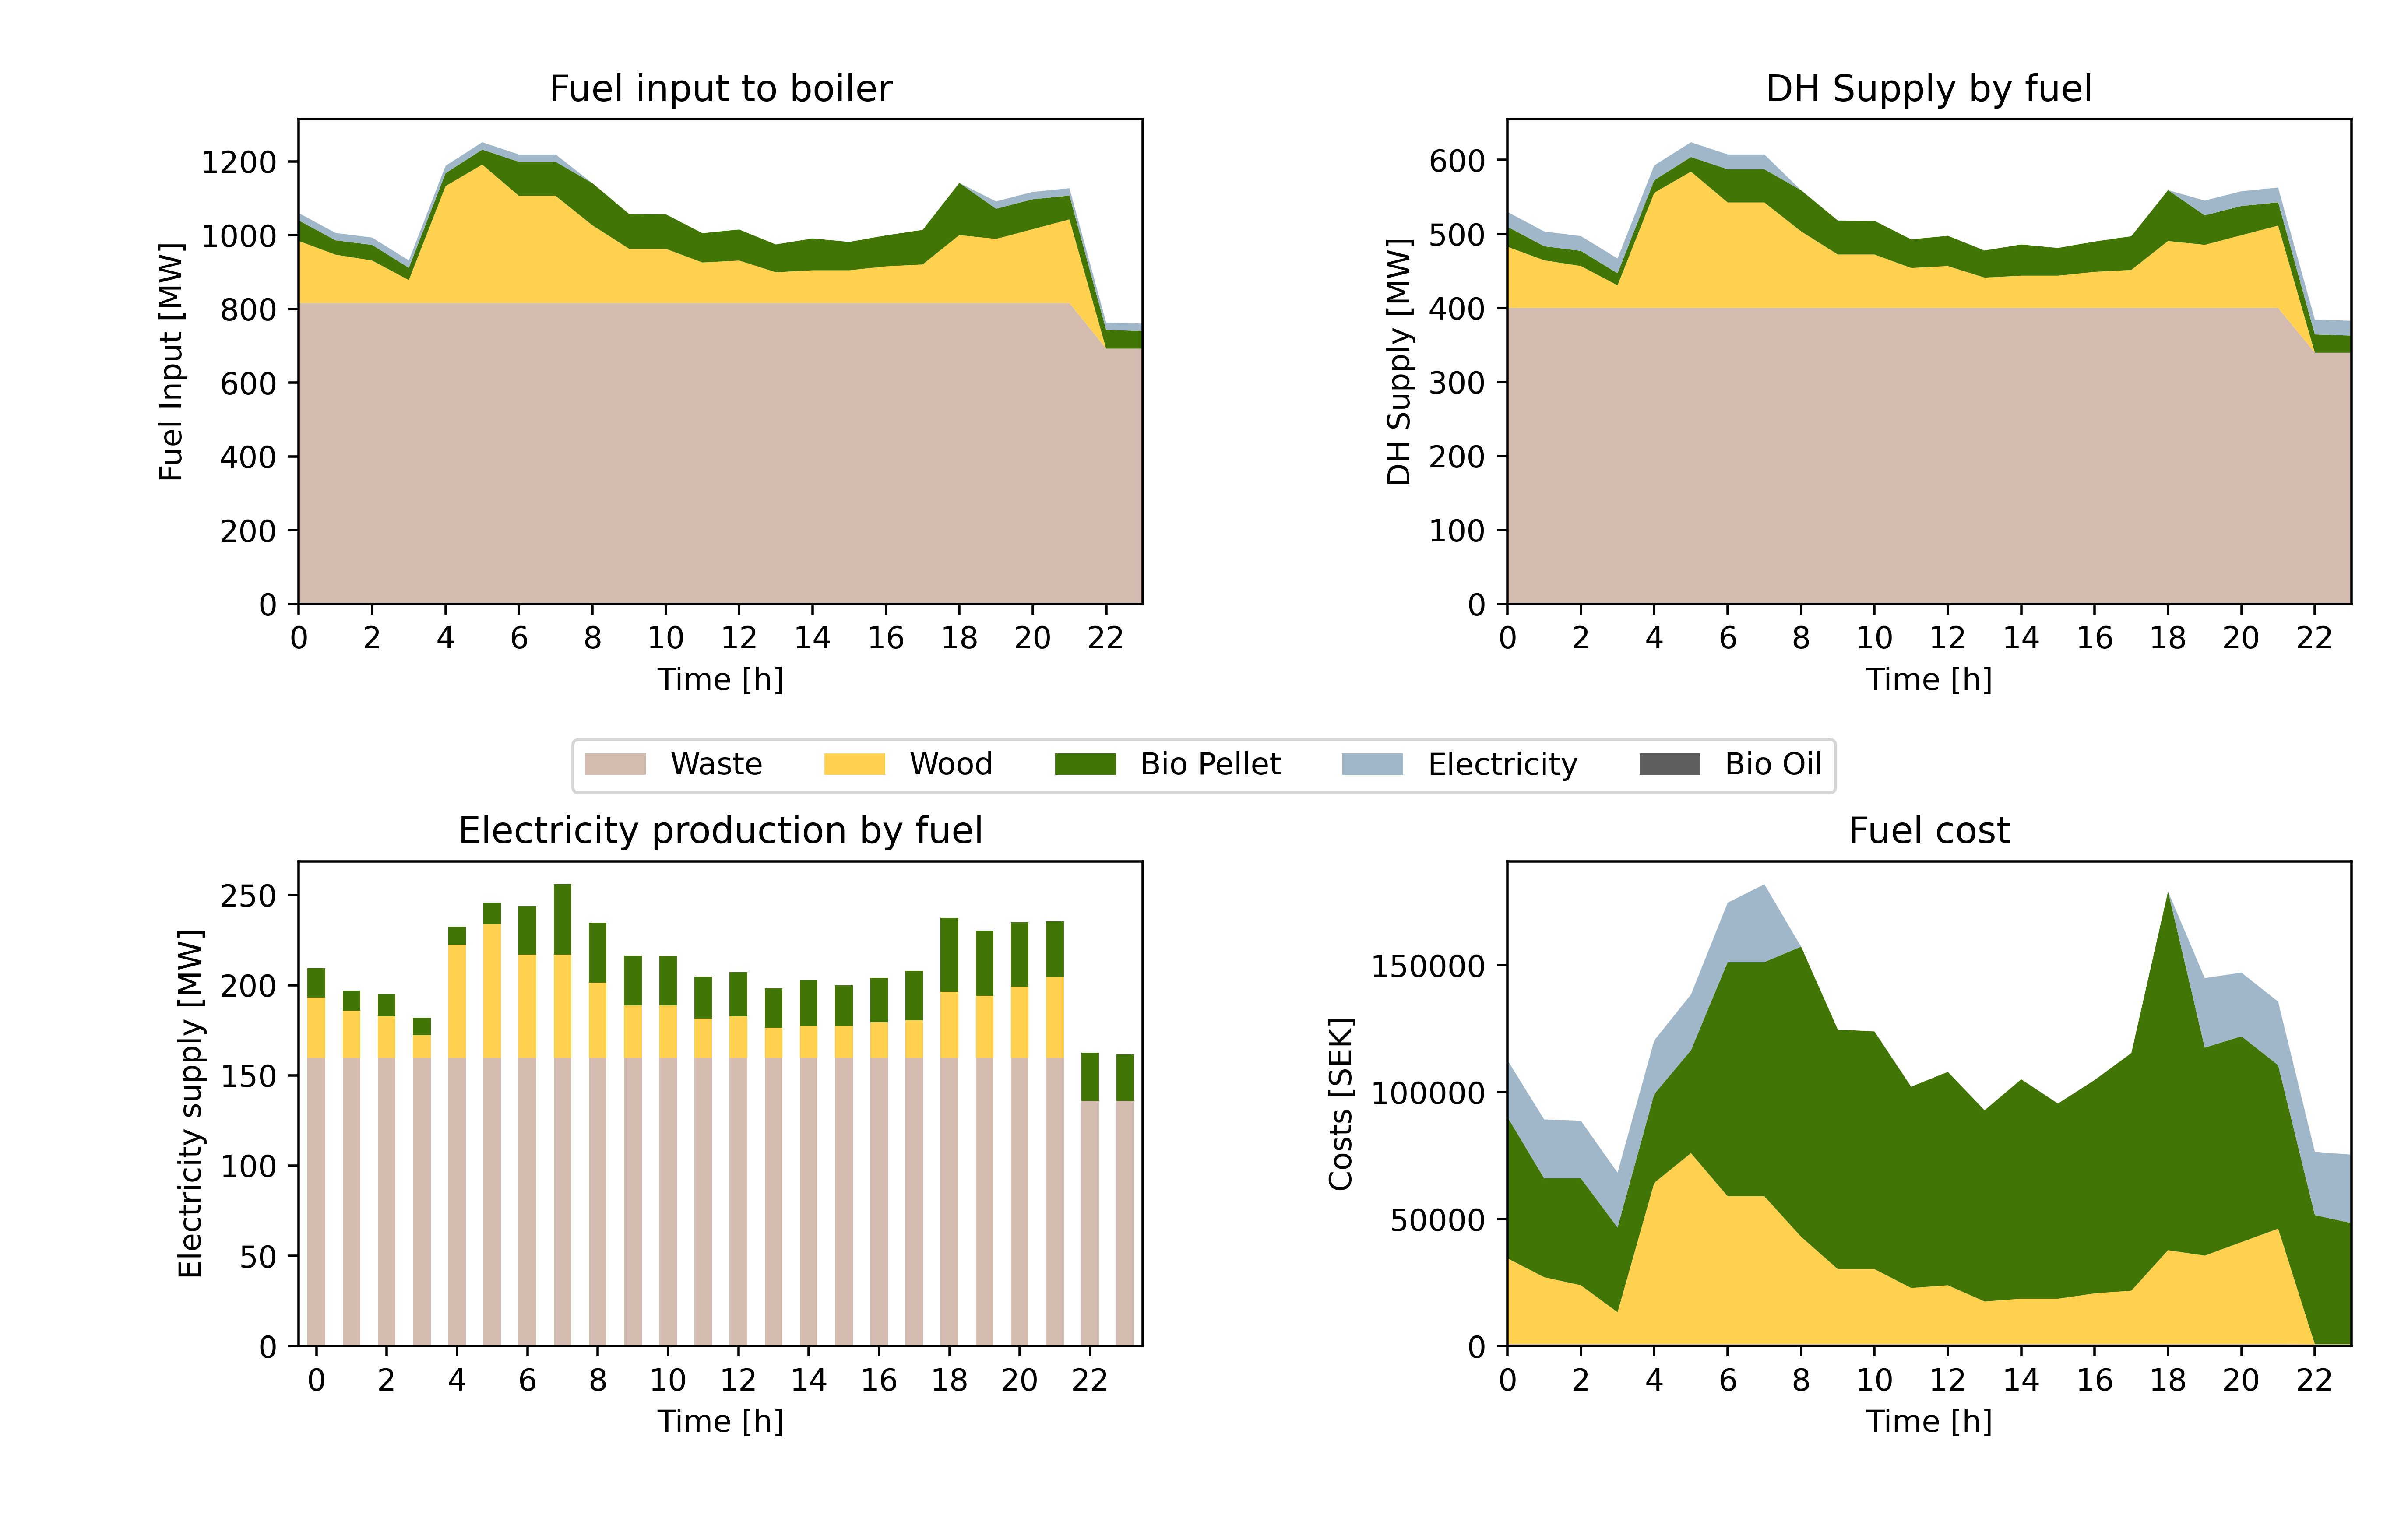 Fuel input to boiler
Fuel Input [MW]
1200
1000
800
600
400
200
0
0 2 4 6 8 10 12 14 16 18 20 22
Time [h]
DH Supply by fuel
DH Supply [MW]
600
500
400
300
200
100
0
0 2 4 6 8 10 12 14 16 18 20 22
Time [h]
Waste Wood Bio Pellet Electricity Bio Oil
Electricity production by fuel
Electricity supply [MW]
250
200
150
100
50
0
0 2 4 6 8 10 12 14 16 18 20 22
Time [h]
Fuel cost
Costs [SEK]
150000
100000
50000
0
0 2 4 6 8 10 12 14 16 18 20 22
Time [h]